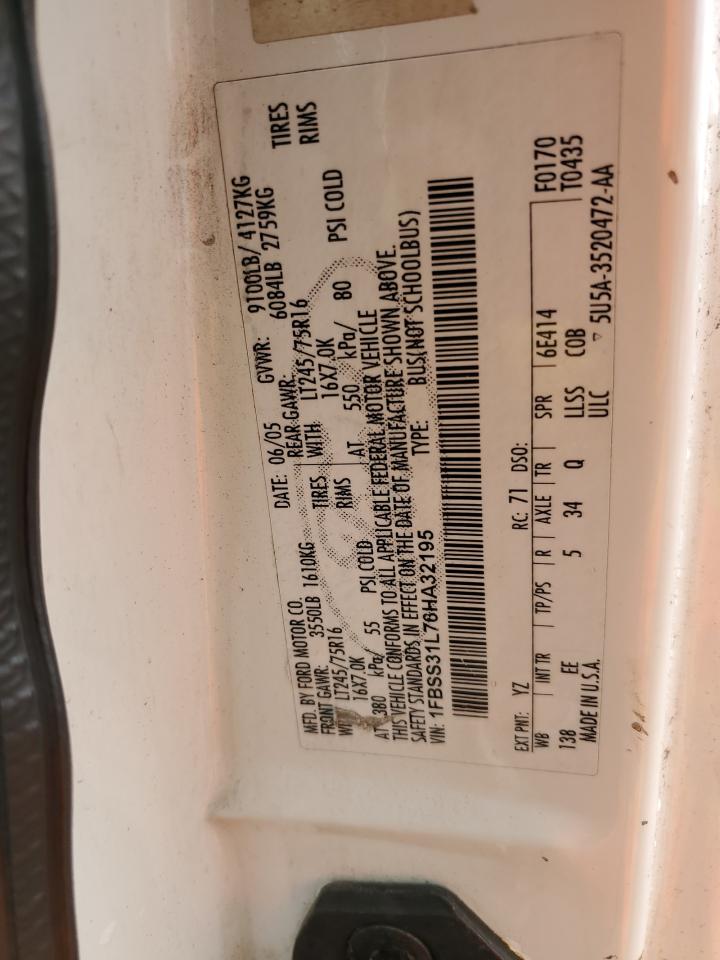 MFD. BY FORD MOTOR CO. DATE: 06/05 GVWR: 9100LB/ 4127KG
FRONT GAWR: 3550LB 1610KG REAR GAWR: 6084LB 2759KG
WITH LT245/75R16 TIRES WITH LT245/75R16 TIRES
16X7.0K RIMS 16X7.0K RIMS
AT 380 kPa/ 55 PSI COLD AT 550 kPa/ 80 PSI COLD
THIS VEHICLE CONFORMS TO ALL APPLICABLE FEDERAL MOTOR VEHICLE
SAFETY STANDARDS IN EFFECT ON THE DATE OF MANUFACTURE SHOWN ABOVE.
VIN: 1FBSS31L76HA32195 TYPE: BUS(NOT SCHOOLBUS)
EXT PNT: YZ RC: 71 DSO: F0170
WB INT TR TP/PS R AXLE TR SPR 6E414 T0435
138 EE 5 34 Q LLSS COB
MADE IN U.S.A. ULC 5U5A-3520472-AA